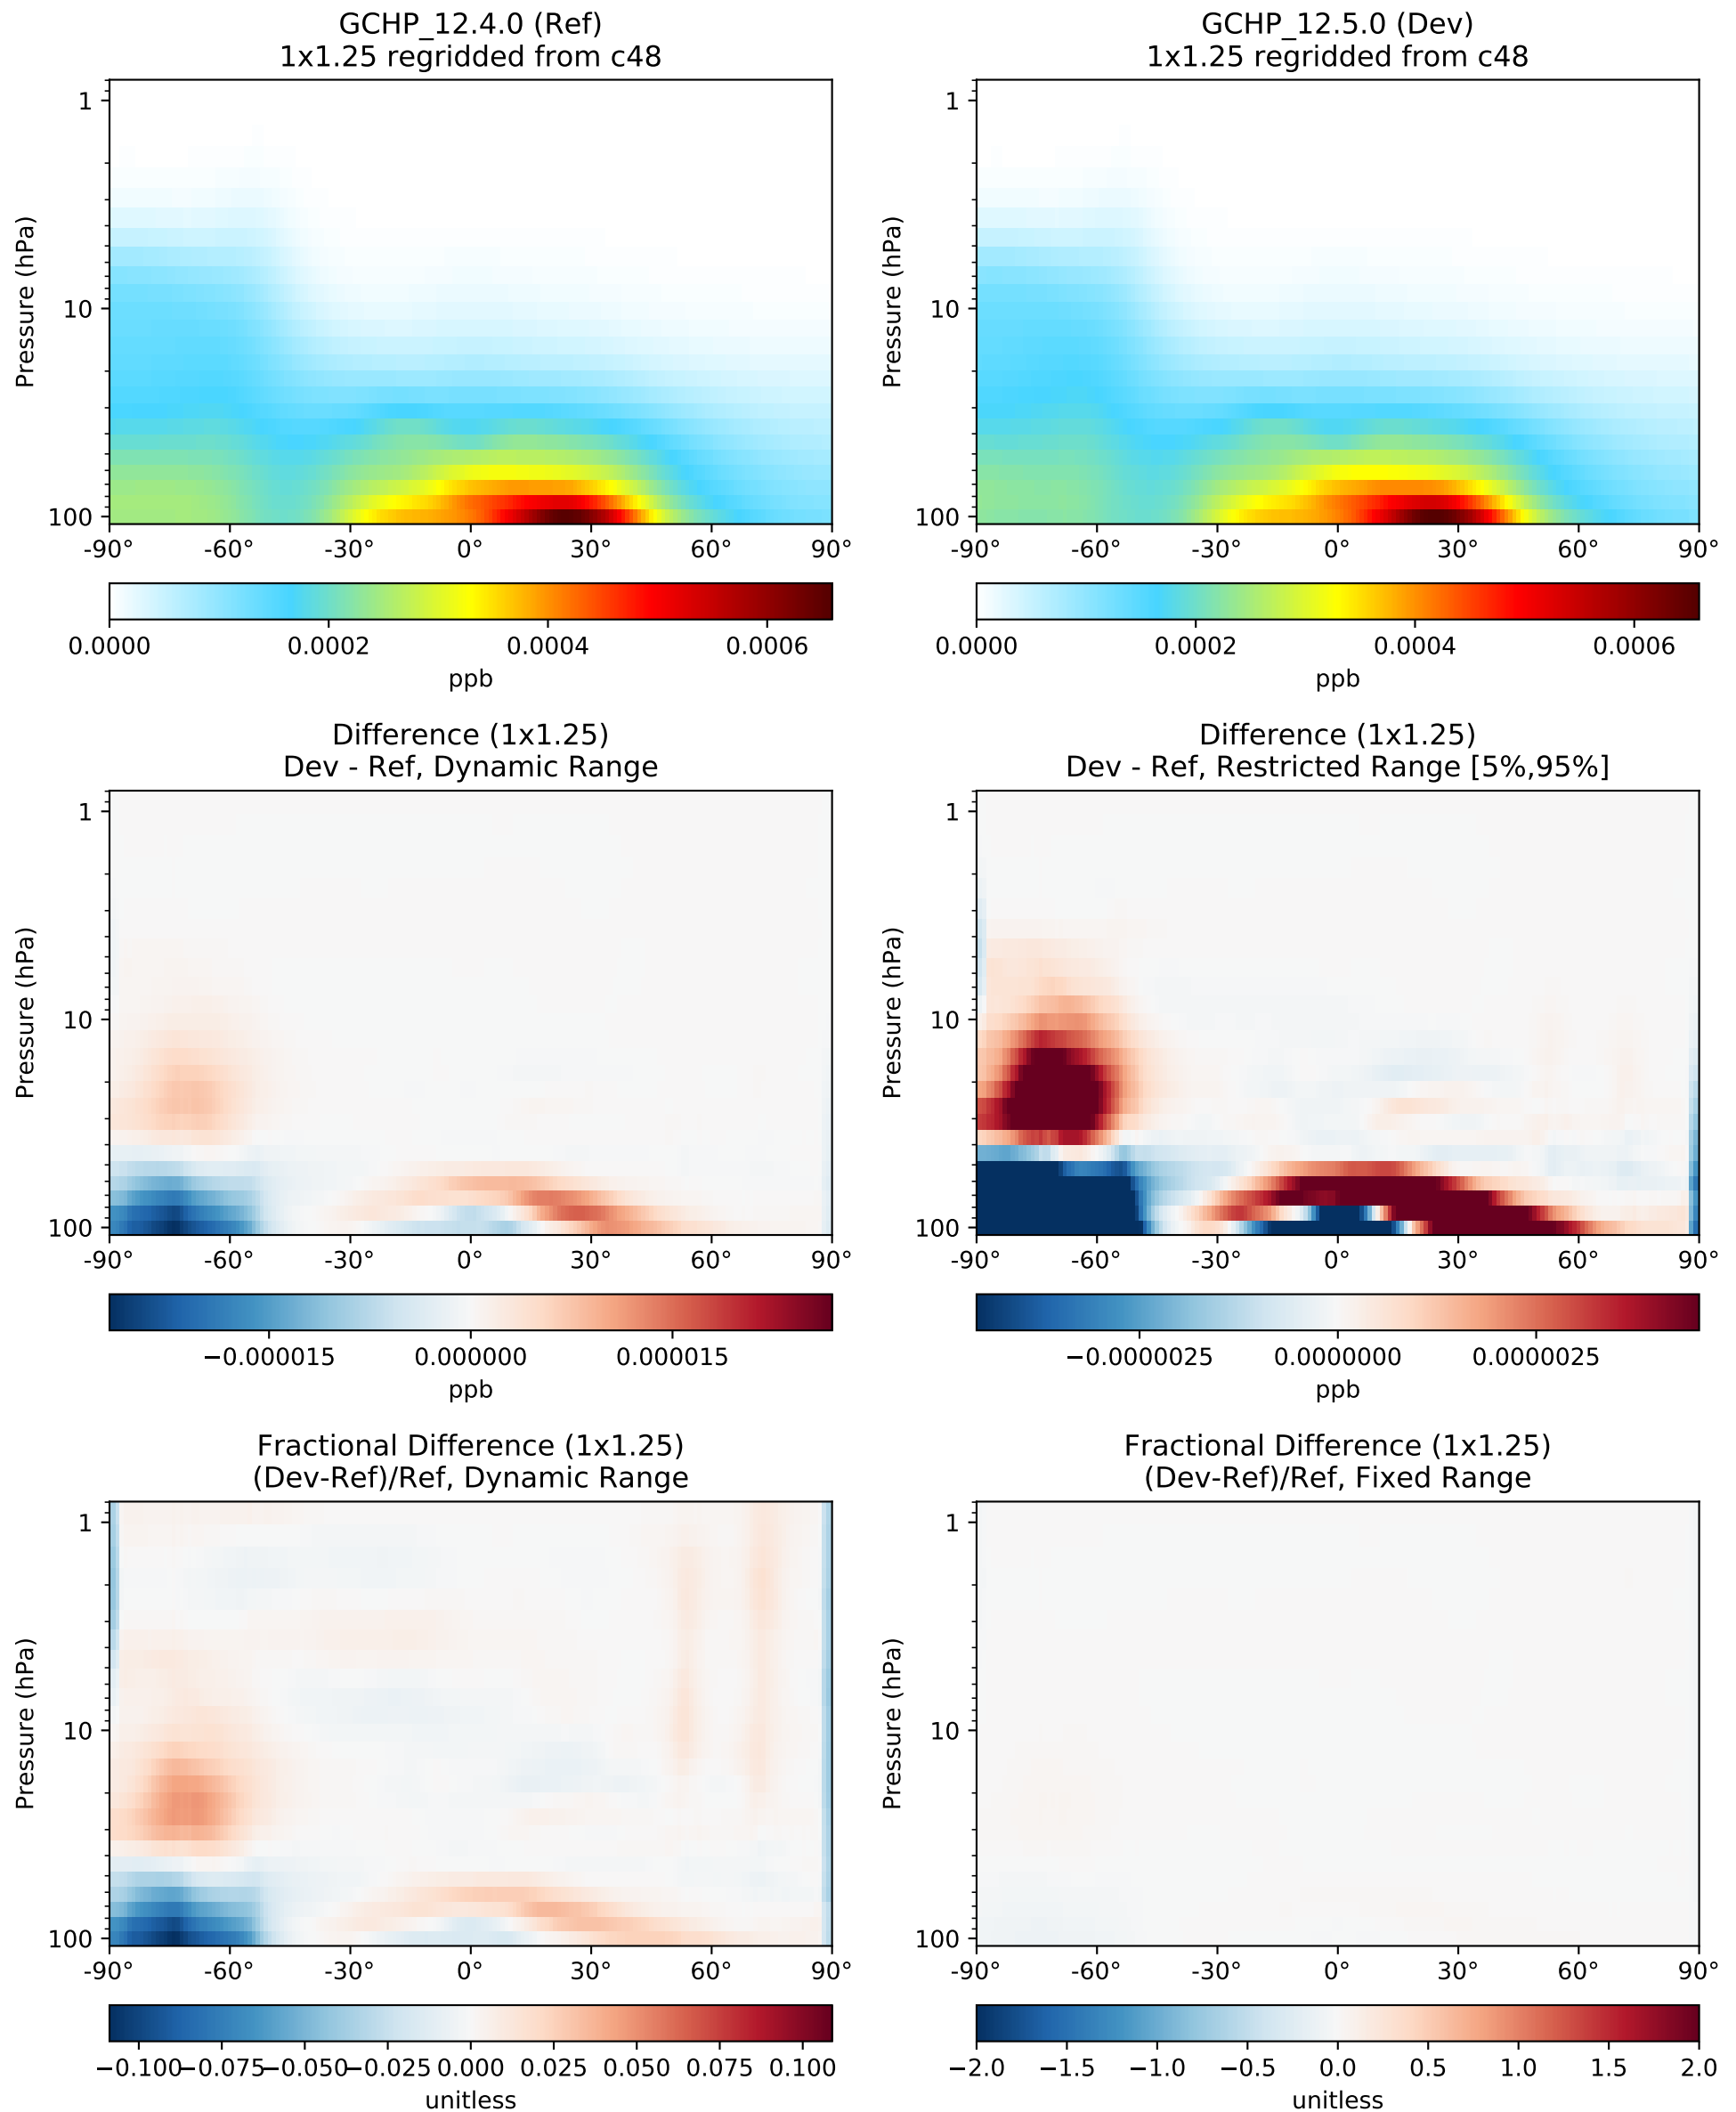 GCHP_12.4.0 (Ref)
1x1.25 regridded from c48
Pressure (hPa)
1
10
100
-90° -60° -30° 0° 30° 60° 90°
0.0000 0.0002 0.0004 0.0006
ppb
GCHP_12.5.0 (Dev)
1x1.25 regridded from c48
Pressure (hPa)
1
10
100
-90° -60° -30° 0° 30° 60° 90°
0.0000 0.0002 0.0004 0.0006
ppb
Difference (1x1.25)
Dev - Ref, Dynamic Range
Pressure (hPa)
1
10
100
-90° -60° -30° 0° 30° 60° 90°
−0.000015 0.000000 0.000015
ppb
Difference (1x1.25)
Dev - Ref, Restricted Range [5%,95%]
Pressure (hPa)
1
10
100
-90° -60° -30° 0° 30° 60° 90°
−0.0000025 0.0000000 0.0000025
ppb
Fractional Difference (1x1.25)
(Dev-Ref)/Ref, Dynamic Range
Pressure (hPa)
1
10
100
-90° -60° -30° 0° 30° 60° 90°
−0.100 −0.075 −0.050 −0.025 0.000 0.025 0.050 0.075 0.100
unitless
Fractional Difference (1x1.25)
(Dev-Ref)/Ref, Fixed Range
Pressure (hPa)
1
10
100
-90° -60° -30° 0° 30° 60° 90°
−2.0 −1.5 −1.0 −0.5 0.0 0.5 1.0 1.5 2.0
unitless